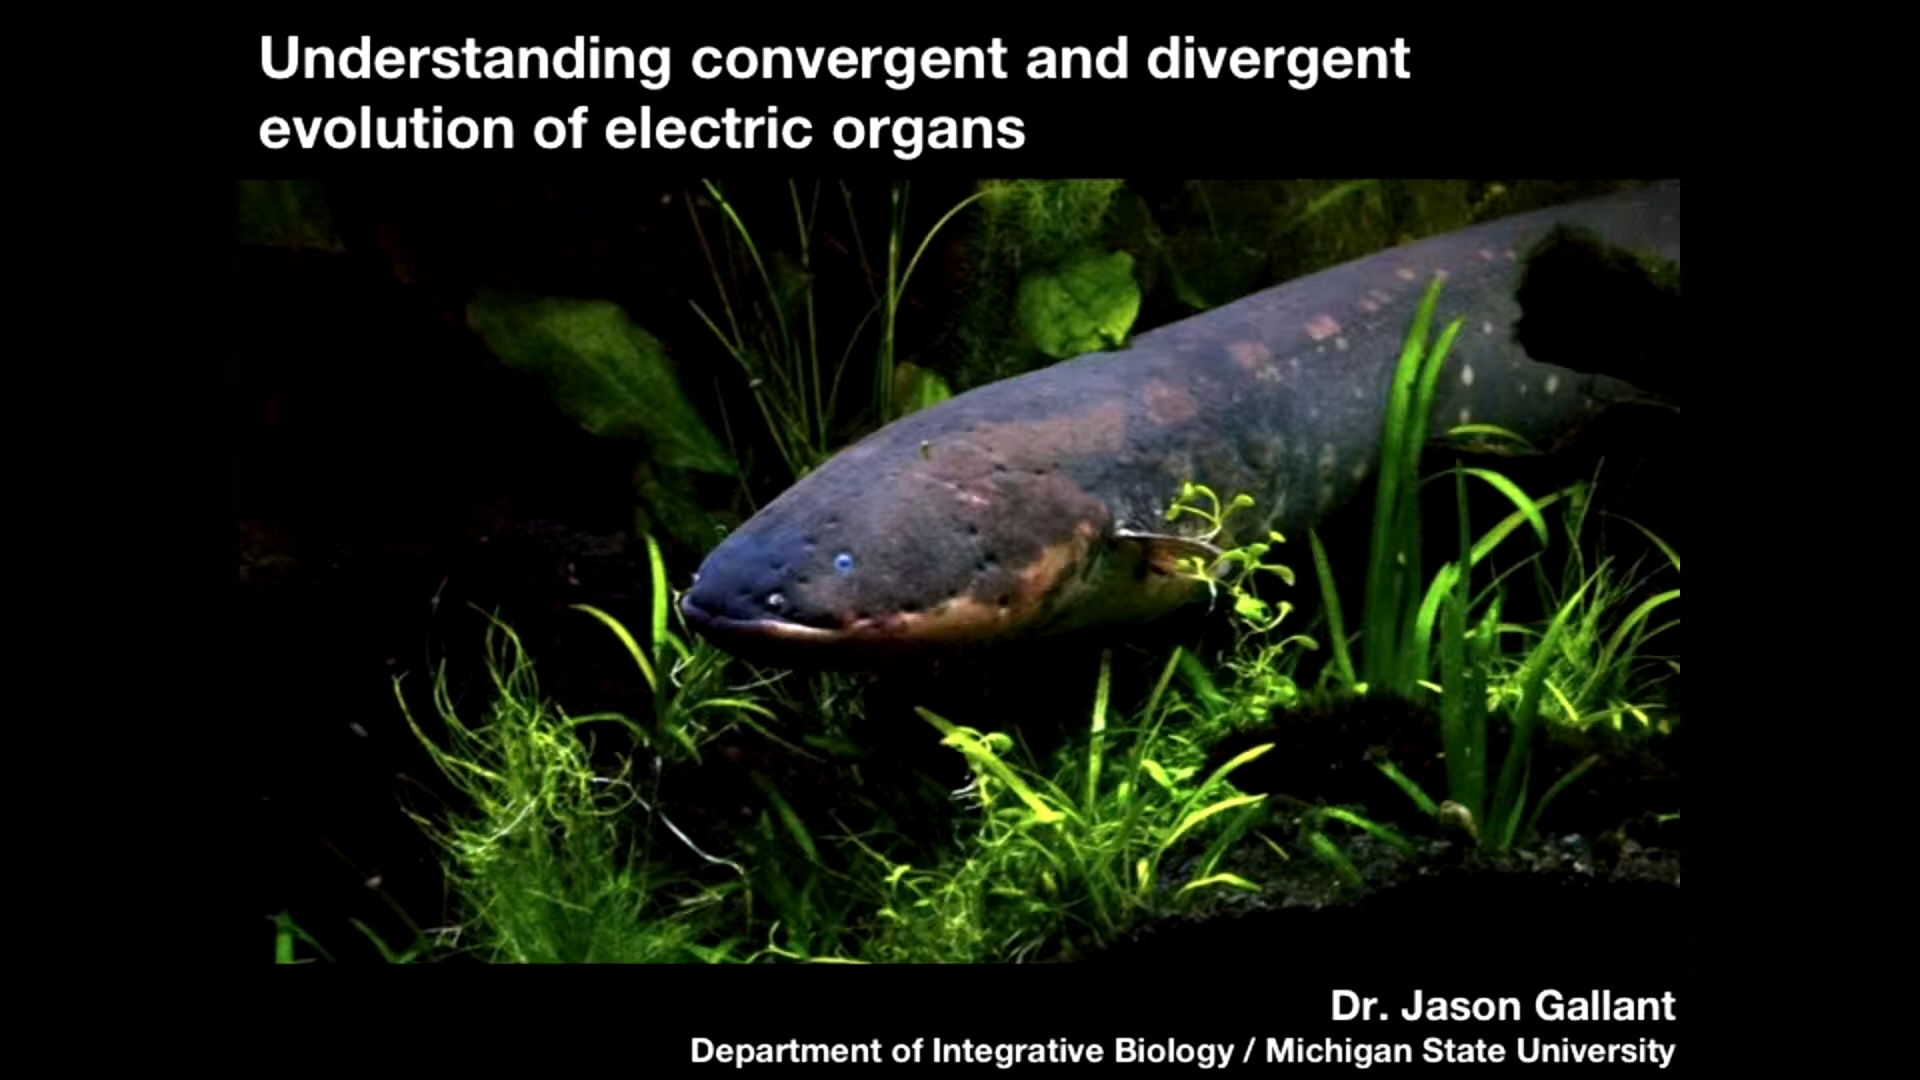 Understanding convergent and divergent
evolution of electric organs
Dr. Jason Gallant
Department of Integrative Biology / Michigan State University